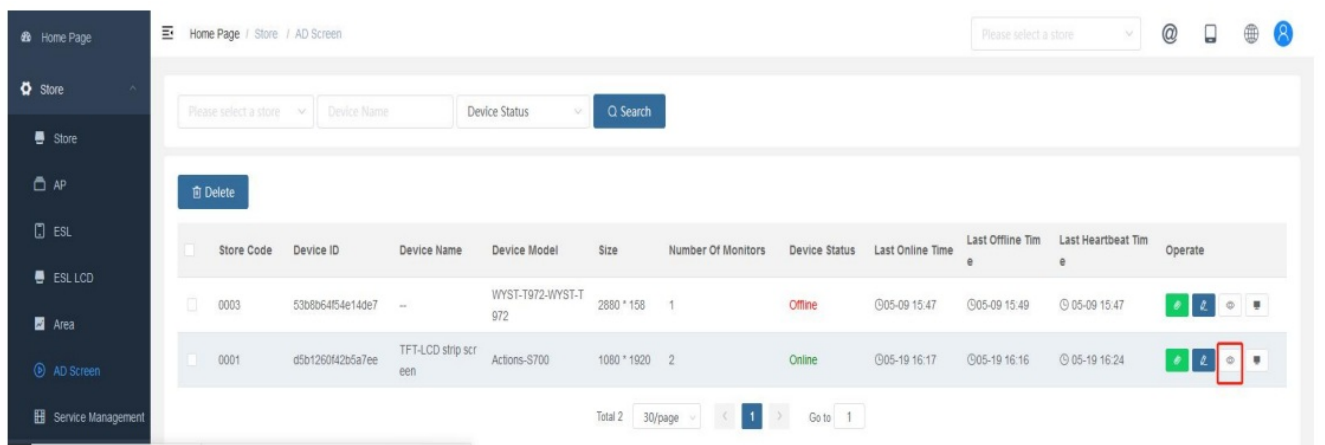 Home Page
Home Page / Store / AD Screen
Please select a store
@
Store
Please select a store
Device Name
Device Status
Search
Store
AP
Delete
ESL
Store Code Device ID Device Name Device Model Size Number Of Monitors Device Status Last Online Time Last Offline Tim
e Last Heartbeat Tim
e Operate
ESL LCD
0003 53b8b64f54e14de7 -- WYST-T972-WYST-T
972 2880 * 158 1 Offline 05-09 15:47 05-09 15:49 05-09 15:47
Area
0001 d5b1260f42b5a7ee TFT-LCD strip scr
een Actions-S700 1080 * 1920 2 Online 05-19 16:17 05-19 16:16 05-19 16:24
AD Screen
Service Management
Total 2 30/page < 1 > Go to 1